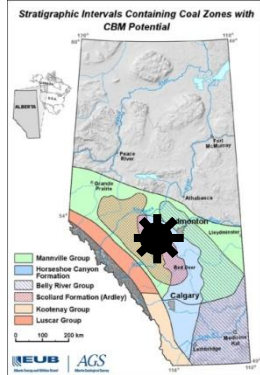 Stratigraphic Intervals Containing Coal Zones with
CBM Potential
ALBERTA
Peace
River
Fort
McMurray
Grande
Prairie
Athabasca
54°
Lloydminster
Red Deer
Calgary
Medicine
Hat
Lethbridge
Mannville Group
Horseshoe Canyon
Formation
Belly River Group
Scollard Formation (Ardley)
Kootenay Group
Luscar Group
0 100 200 km
EUB
AGS